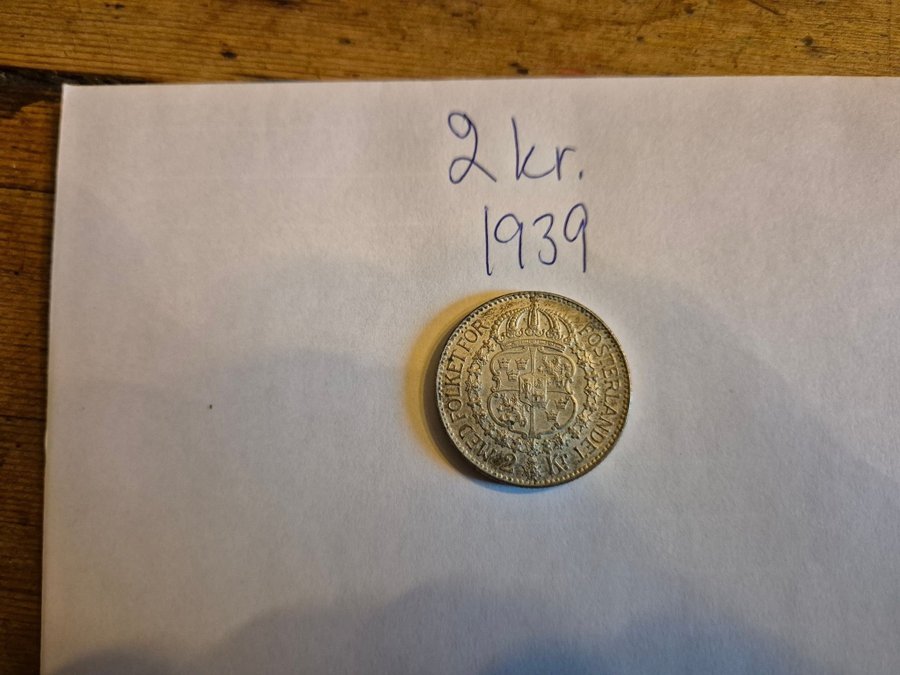 2 kr.
1939
MED FOLKET FÖR FOSTERLANDET
2 Kr.